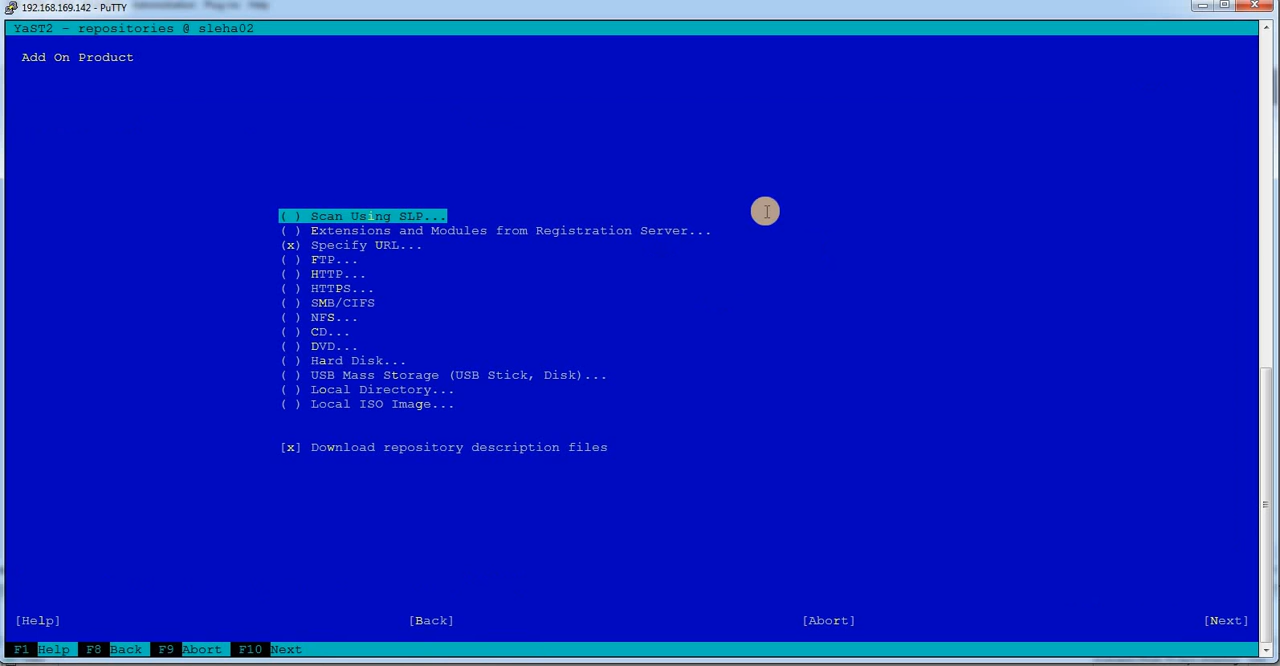 192.168.169.142 - PuTTY
YaST2 - repositories @ sleha02
Add On Product
( ) Scan Using SLP...
( ) Extensions and Modules from Registration Server...
(x) Specify URL...
( ) FTP...
( ) HTTP...
( ) HTTPS...
( ) SMB/CIFS
( ) NFS...
( ) CD...
( ) DVD...
( ) Hard Disk...
( ) USB Mass Storage (USB Stick, Disk)...
( ) Local Directory...
( ) Local ISO Image...
[x] Download repository description files
[Help] [Back] [Abort] [Next]
F1 Help F8 Back F9 Abort F10 Next